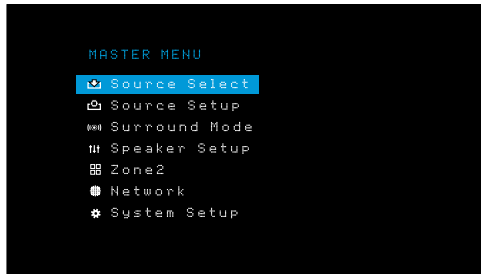 MASTER MENU
Source Select
Source Setup
Surround Mode
Speaker Setup
Zone2
Network
System Setup